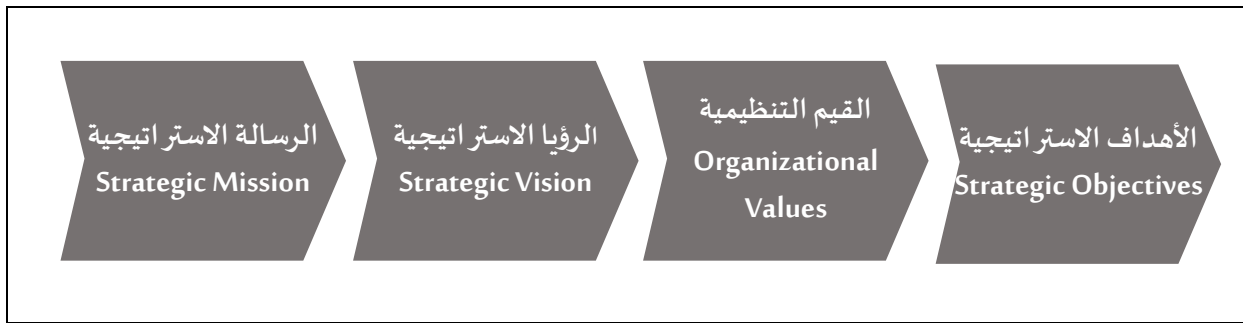 الرسالة الاستراتيجية
Strategic Mission
الرؤيا الاستراتيجية
Strategic Vision
القيم التنظيمية
Organizational
Values
الأهداف الاستراتيجية
Strategic Objectives